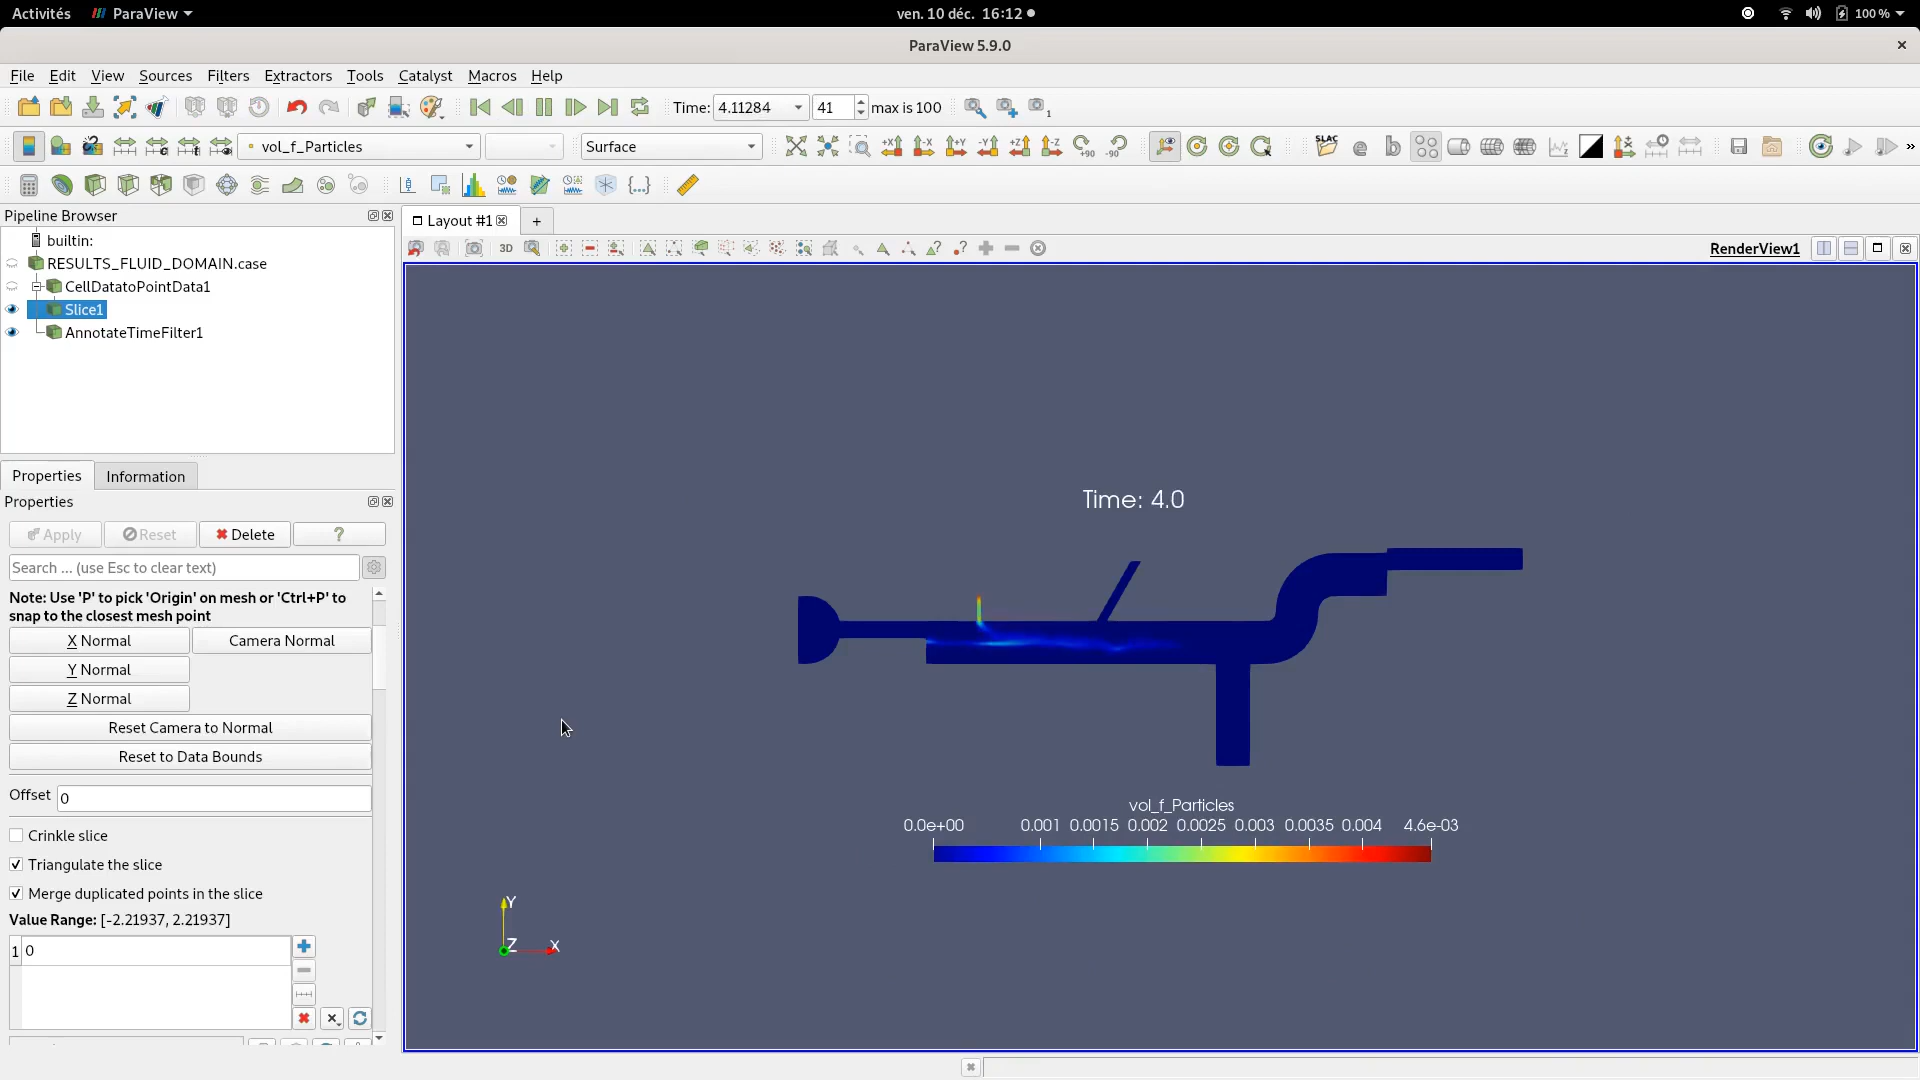 Activités ParaView ven. 10 déc. 16:12 100 %
ParaView 5.9.0
File Edit View Sources Filters Extractors Tools Catalyst Macros Help
Time: 4.11284 41 max is 100
vol_f_Particles Surface +X -X +Y -Y +Z -Z +90 -90 SLAC e b »
Pipeline Browser
Layout #1 +
builtin:
3D
RenderView1
RESULTS_FLUID_DOMAIN.case
CellDatatoPointData1
Slice1
AnnotateTimeFilter1
Properties Information
Properties
Apply Reset Delete ?
Search ... (use Esc to clear text)
Note: Use 'P' to pick 'Origin' on mesh or 'Ctrl+P' to
snap to the closest mesh point
X Normal Camera Normal
Y Normal
Z Normal
Reset Camera to Normal
Reset to Data Bounds
Offset 0
Crinkle slice
Triangulate the slice
Merge duplicated points in the slice
Value Range: [-2.21937, 2.21937]
1 0
Time: 4.0
vol_f_Particles
0.0e+00 0.001 0.0015 0.002 0.0025 0.003 0.0035 0.004 4.6e-03
Y
Z X